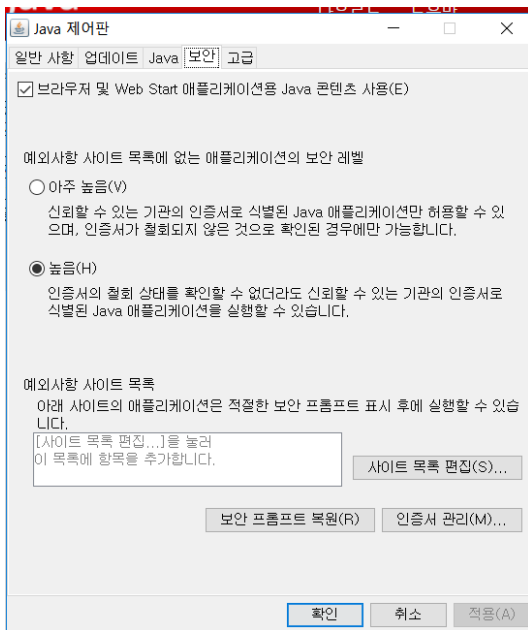 Java 제어판
일반 사항 업데이트 Java 보안 고급
브라우저 및 Web Start 애플리케이션용 Java 콘텐츠 사용(E)
예외사항 사이트 목록에 없는 애플리케이션의 보안 레벨
아주 높음(V)
신뢰할 수 있는 기관의 인증서로 식별된 Java 애플리케이션만 허용할 수 있
으며, 인증서가 철회되지 않은 것으로 확인된 경우에만 가능합니다.
높음(H)
인증서의 철회 상태를 확인할 수 없더라도 신뢰할 수 있는 기관의 인증서로
식별된 Java 애플리케이션을 실행할 수 있습니다.
예외사항 사이트 목록
아래 사이트의 애플리케이션은 적절한 보안 프롬프트 표시 후에 실행할 수 있습
니다.
[사이트 목록 편집...]을 눌러
이 목록에 항목을 추가합니다.
사이트 목록 편집(S)...
보안 프롬프트 복원(R) 인증서 관리(M)...
확인 취소 적용(A)